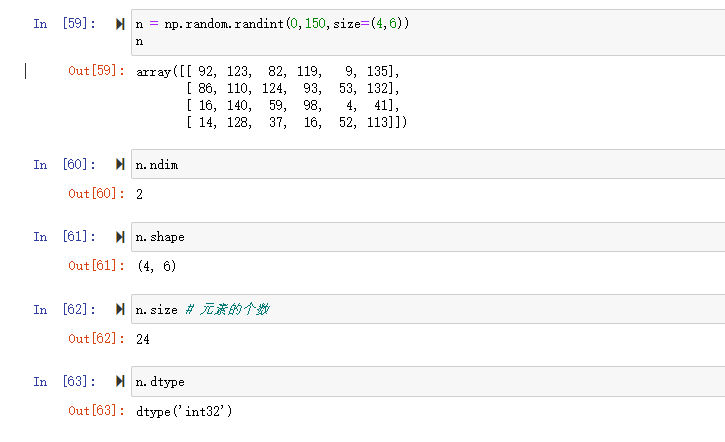 In [59]: n = np.random.randint(0,150,size=(4,6))
n
Out[59]: array([[ 92, 123,  82, 119,   9, 135],
       [ 86, 110, 124,  93,  53, 132],
       [ 16, 140,  59,  98,   4,  41],
       [ 14, 128,  37,  16,  52, 113]])
In [60]: n.ndim
Out[60]: 2
In [61]: n.shape
Out[61]: (4, 6)
In [62]: n.size # 元素的个数
Out[62]: 24
In [63]: n.dtype
Out[63]: dtype('int32')